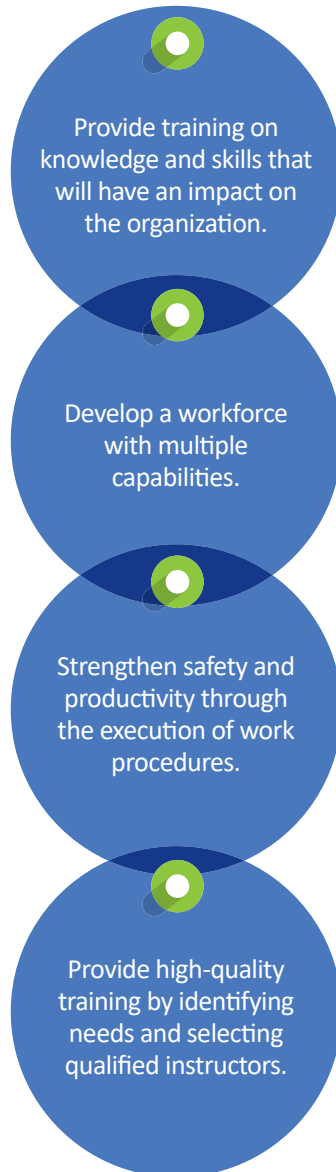 Provide training on
knowledge and skills that
will have an impact on
the organization.
Develop a workforce
with multiple
capabilities.
Strengthen safety and
productivity through
the execution of work
procedures.
Provide high-quality
training by identifying
needs and selecting
qualified instructors.